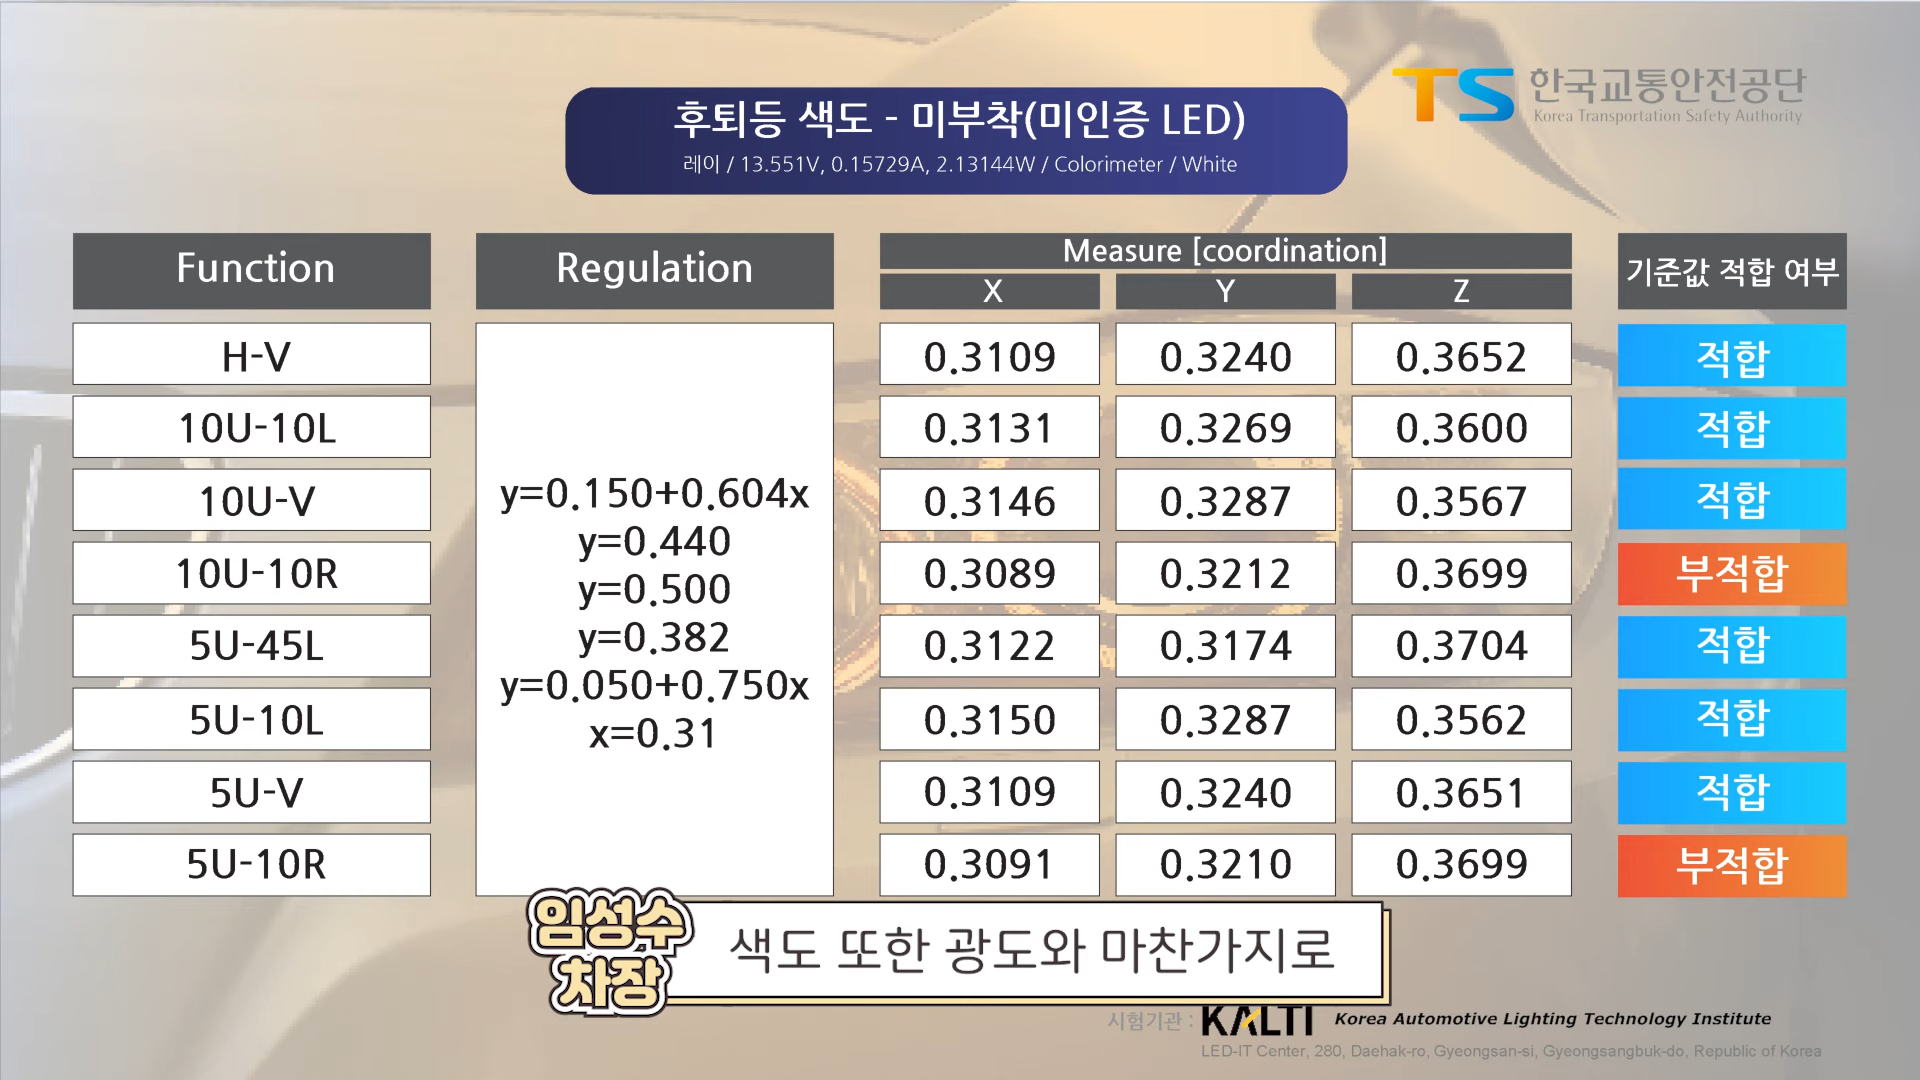 TS 한국교통안전공단
Korea Transportation Safety Authority
후퇴등 색도 - 미부착(미인증 LED)
레이 / 13.551V, 0.15729A, 2.13144W / Colorimeter / White
Function Regulation Measure [coordination] 기준값 적합 여부
X Y Z
H-V 0.3109 0.3240 0.3652 적합
10U-10L 0.3131 0.3269 0.3600 적합
10U-V 0.3146 0.3287 0.3567 적합
10U-10R 0.3089 0.3212 0.3699 부적합
5U-45L 0.3122 0.3174 0.3704 적합
5U-10L 0.3150 0.3287 0.3562 적합
5U-V 0.3109 0.3240 0.3651 적합
5U-10R 0.3091 0.3210 0.3699 부적합
y=0.150+0.604x
y=0.440
y=0.500
y=0.382
y=0.050+0.750x
x=0.31
임성수
차장
색도 또한 광도와 마찬가지로
시험기관 : KALTI Korea Automotive Lighting Technology Institute
LED-IT Center, 280, Daehak-ro, Gyeongsan-si, Gyeongsangbuk-do, Republic of Korea